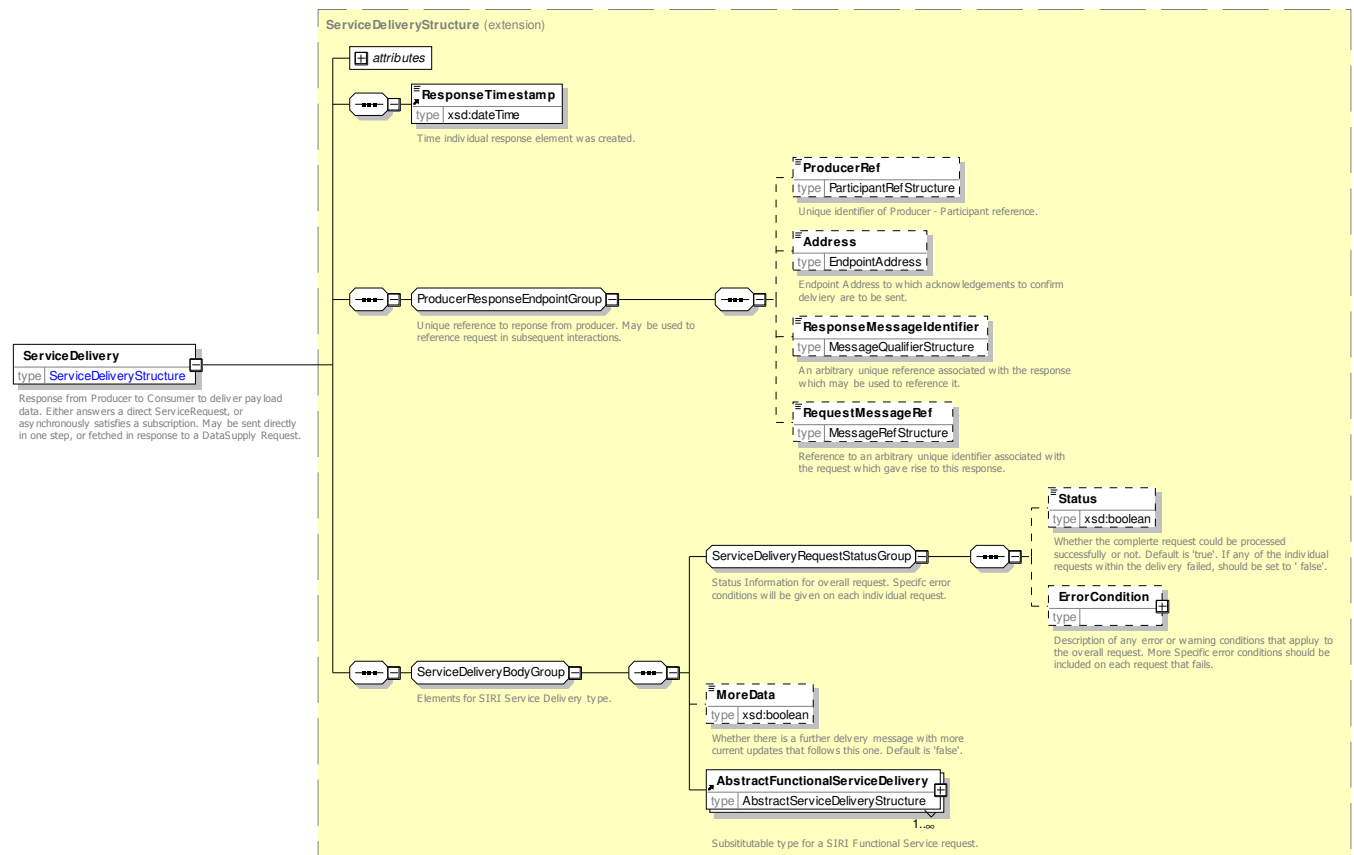 ServiceDeliveryStructure (extension)
attributes
ResponseTimestamp
type xsd:dateTime
Time individual response element was created.
ProducerRef
type ParticipantRefStructure
Unique identifier of Producer - Participant reference.
Address
type EndpointAddress
Endpoint Address to which acknowledgements to confirm
delviery are to be sent.
ProducerResponseEndpointGroup
Unique reference to reponse from producer. May be used to
reference request in subsequent interactions.
ResponseMessageIdentifier
type MessageQualifierStructure
An arbitrary unique reference associated with the response
which may be used to reference it.
RequestMessageRef
type MessageRefStructure
Reference to an arbitrary unique identifier associated with
the request which gave rise to this response.
ServiceDelivery
type ServiceDeliveryStructure
Response from Producer to Consumer to deliver payload
data. Either answers a direct ServiceRequest, or
asynchronously satisfies a subscription. May be sent directly
in one step, or fetched in response to a DataSupply Request.
Status
type xsd:boolean
Whether the complerte request could be processed
successfully or not. Default is 'true'. If any of the individual
requests within the delivery failed, should be set to ' false'.
ServiceDeliveryRequestStatusGroup
Status Information for overall request. Specifc error
conditions will be given on each individual request.
ErrorCondition
type
Description of any error or warning conditions that appluy to
the overall request. More Specific error conditions should be
included on each request that fails.
ServiceDeliveryBodyGroup
Elements for SIRI Service Delivery type.
MoreData
type xsd:boolean
Whether there is a further delvery message with more
current updates that follows this one. Default is 'false'.
AbstractFunctionalServiceDelivery
type AbstractServiceDeliveryStructure
1..∞
Subsititutable type for a SIRI Functional Service request.